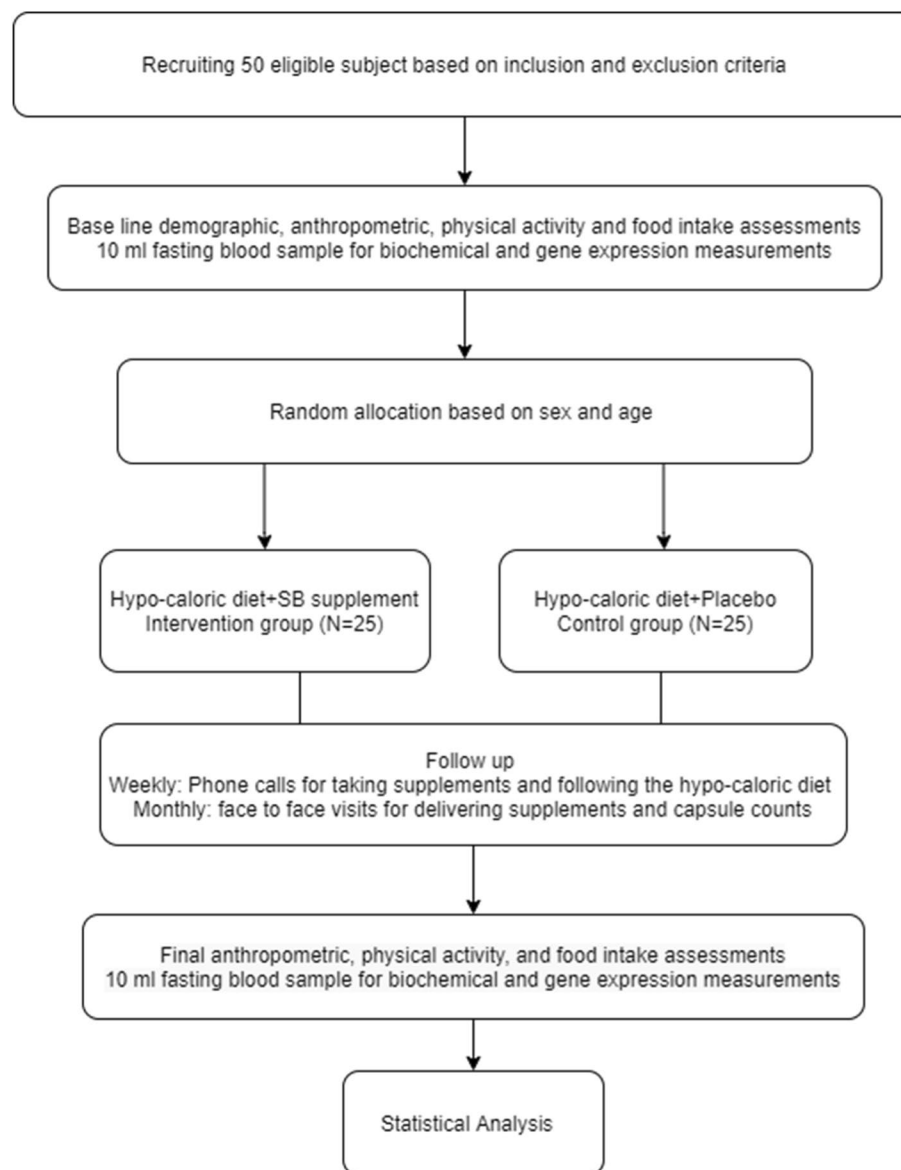 Recruiting 50 eligible subject based on inclusion and exclusion criteria
Base line demographic, anthropometric, physical activity and food intake assessments
10 ml fasting blood sample for biochemical and gene expression measurements
Random allocation based on sex and age
Hypo-caloric diet+SB supplement
Intervention group (N=25)
Hypo-caloric diet+Placebo
Control group (N=25)
Follow up
Weekly: Phone calls for taking supplements and following the hypo-caloric diet
Monthly: face to face visits for delivering supplements and capsule counts
Final anthropometric, physical activity, and food intake assessments
10 ml fasting blood sample for biochemical and gene expression measurements
Statistical Analysis